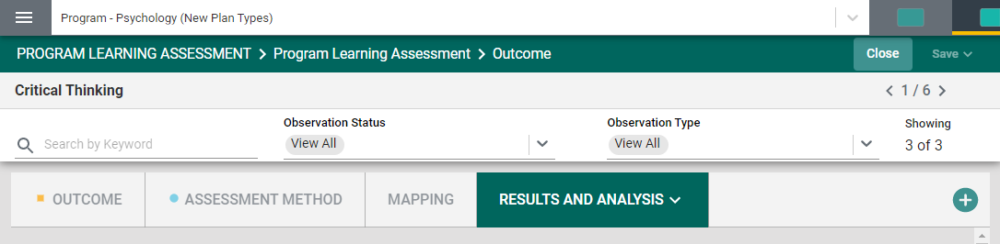 Program - Psychology (New Plan Types)
PROGRAM LEARNING ASSESSMENT > Program Learning Assessment > Outcome
Close
Save
Critical Thinking
1 / 6
Search by Keyword
Observation Status
View All
Observation Type
View All
Showing
3 of 3
OUTCOME
ASSESSMENT METHOD
MAPPING
RESULTS AND ANALYSIS